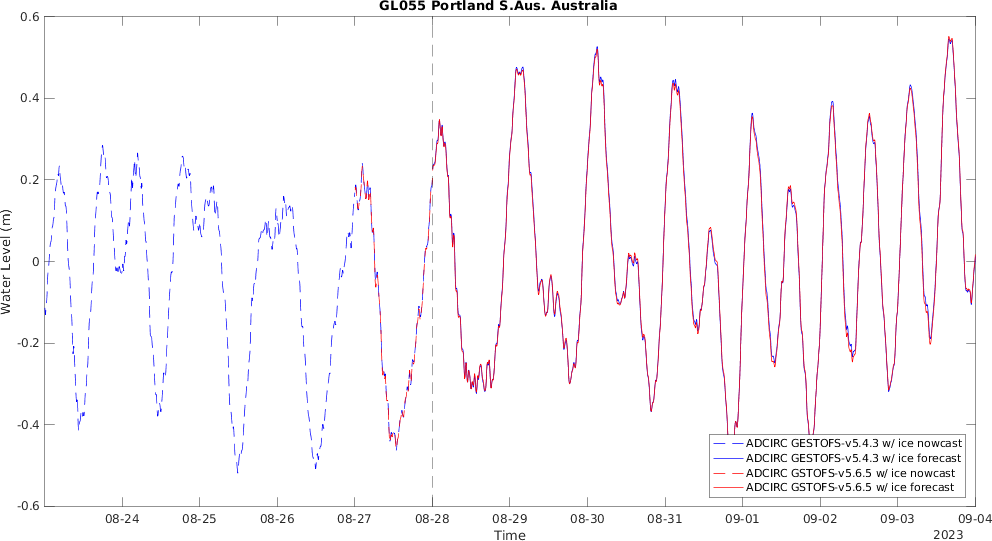 GL055 Portland S.Aus. Australia
0.6
0.4
0.2
0
-0.2
-0.4
-0.6
Water Level (m)
ADCIRC GESTOFS-v5.4.3 w/ ice nowcast
ADCIRC GESTOFS-v5.4.3 w/ ice forecast
ADCIRC GSTOFS-v5.6.5 w/ ice nowcast
ADCIRC GSTOFS-v5.6.5 w/ ice forecast
08-24 08-25 08-26 08-27 08-28 08-29 08-30 08-31 09-01 09-02 09-03 09-04
Time
2023